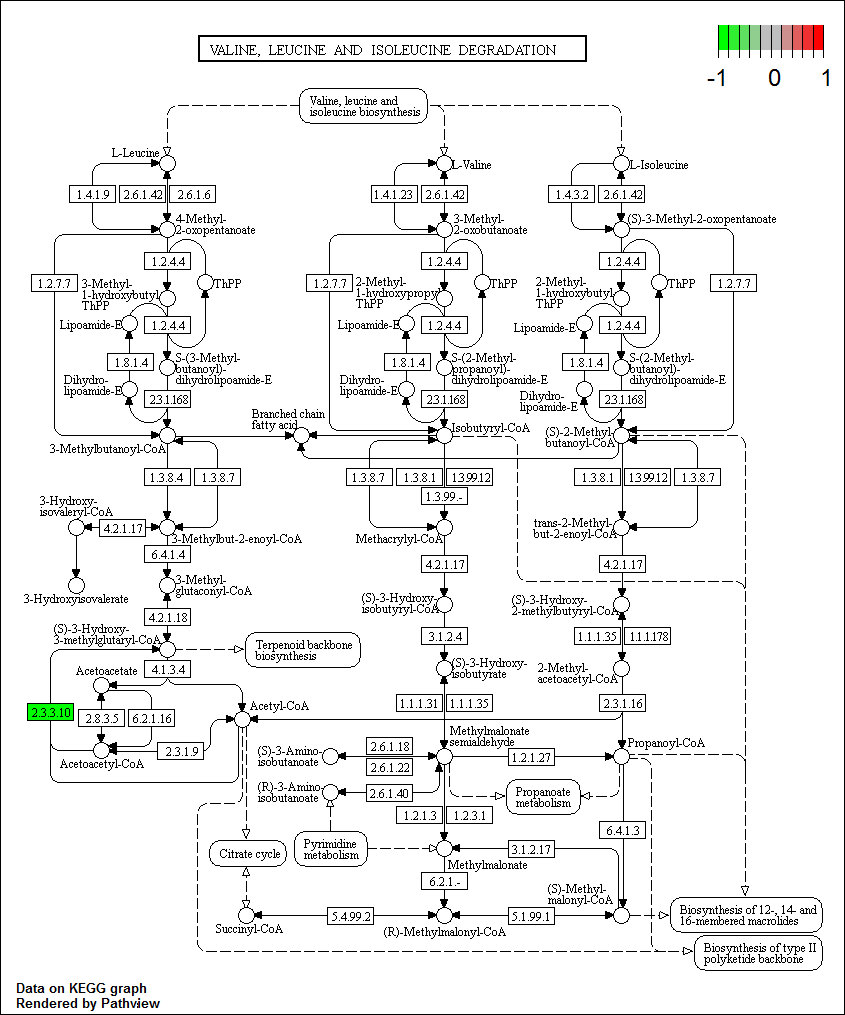 VALINE, LEUCINE AND ISOLEUCINE DEGRADATION
-1 0 1
Valine, leucine and
isoleucine biosynthesis
L-Leucine
L-Valine
L-Isoleucine
1.4.1.9 2.6.1.42 2.6.1.6
1.4.1.23 2.6.1.42
1.4.3.2 2.6.1.42
4-Methyl-
2-oxopentanoate
3-Methyl-
2-oxobutanoate
(S)-3-Methyl-2-oxopentanoate
1.2.4.4
1.2.4.4
1.2.4.4
1.2.7.7
1.2.7.7
1.2.7.7
3-Methyl-
1-hydroxybutyl-
ThPP
ThPP
2-Methyl-
1-hydroxypropyl-
ThPP
ThPP
2-Methyl-
1-hydroxybutyl-
ThPP
ThPP
Lipoamide-E
1.2.4.4
Lipoamide-E
1.2.4.4
Lipoamide-E
1.2.4.4
1.8.1.4
S-(3-Methyl-
butanoyl)-
dihydrolipoamide-E
1.8.1.4
S-(2-Methyl-
propanoyl)-
dihydrolipoamide-E
1.8.1.4
S-(2-Methyl-
butanoyl)-
dihydrolipoamide-E
Dihydro-
lipoamide-E
Dihydro-
lipoamide-E
Dihydro-
lipoamide-E
2.3.1.168
2.3.1.168
2.3.1.168
Branched chain
fatty acid
3-Methylbutanoyl-CoA
Isobutyryl-CoA
(S)-2-Methyl-
butanoyl-CoA
1.3.8.4 1.3.8.7
1.3.8.7 1.3.8.1 1.3.99.12
1.3.99.-
1.3.8.1 1.3.99.12 1.3.8.7
3-Hydroxy-
isovaleryl-CoA
4.2.1.17
3-Methylbut-2-enoyl-CoA
Methacrylyl-CoA
trans-2-Methyl-
but-2-enoyl-CoA
6.4.1.4
4.2.1.17
4.2.1.17
3-Hydroxyisovalerate
3-Methyl-
glutaconyl-CoA
(S)-3-Hydroxy-
isobutyryl-CoA
(S)-3-Hydroxy-
2-methylbutyryl-CoA
4.2.1.18
3.1.2.4
1.1.1.35 1.1.1.178
(S)-3-Hydroxy-
3-methylglutaryl-CoA
Terpenoid backbone
biosynthesis
4.1.3.4
(S)-3-Hydroxy-
isobutyrate
2-Methyl-
acetoacetyl-CoA
Acetoacetate
1.1.1.31 1.1.1.35
2.3.1.16
2.3.3.10
2.8.3.5 6.2.1.16
Acetyl-CoA
Acetoacetyl-CoA
2.3.1.9
Methylmalonate
semialdehyde
Propanoyl-CoA
(S)-3-Amino-
isobutanoate
2.6.1.18
2.6.1.22
1.2.1.27
(R)-3-Amino-
isobutanoate
2.6.1.40
Propanoate
metabolism
1.2.1.3 1.2.3.1
6.4.1.3
Citrate cycle
Pyrimidine
metabolism
3.1.2.17
Methylmalonate
6.2.1.-
(S)-Methyl-
malonyl-CoA
Succinyl-CoA
5.4.99.2
(R)-Methylmalonyl-CoA
5.1.99.1
Biosynthesis of 12-, 14- and
16-membered macrolides
Biosynthesis of type II
polyketide backbone
Data on KEGG graph
Rendered by Pathview